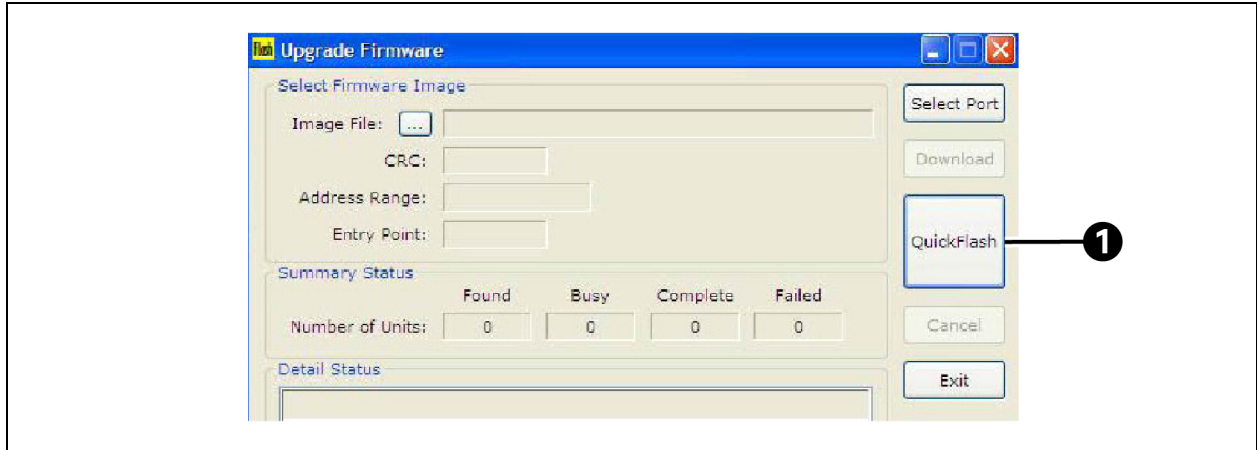 Flash Upgrade Firmware
Select Firmware Image
Select Port
Image File: ...
CRC:
Download
Address Range:
Entry Point:
QuickFlash
1
Summary Status
Found Busy Complete Failed
Number of Units: 0 0 0 0
Cancel
Detail Status
Exit